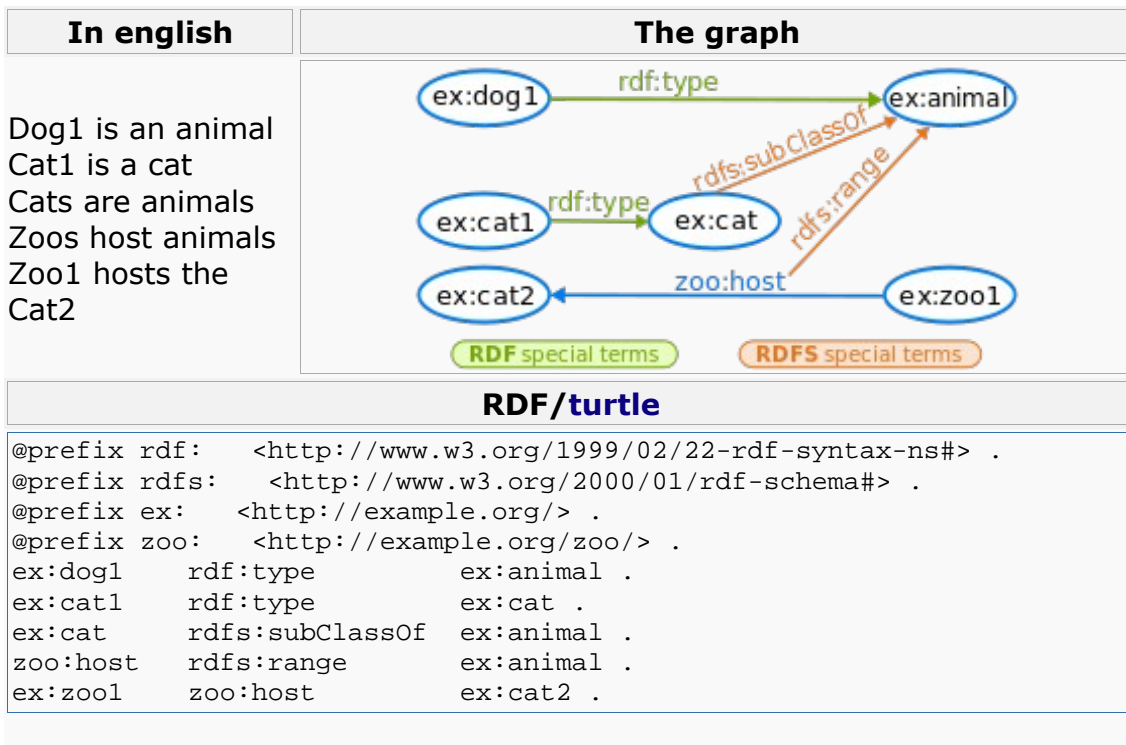 In english
The graph
Dog1 is an animal
Cat1 is a cat
Cats are animals
Zoos host animals
Zoo1 hosts the
Cat2
ex:dog1
rdf:type
ex:animal
rdfs:subClassOf
rdfs:range
ex:cat1
rdf:type
ex:cat
ex:cat2
zoo:host
ex:zoo1
RDF special terms
RDFS special terms
RDF/turtle
@prefix rdf:   <http://www.w3.org/1999/02/22-rdf-syntax-ns#> .
@prefix rdfs:   <http://www.w3.org/2000/01/rdf-schema#> .
@prefix ex:   <http://example.org/> .
@prefix zoo:   <http://example.org/zoo/> .
ex:dog1    rdf:type         ex:animal .
ex:cat1    rdf:type         ex:cat .
ex:cat     rdfs:subClassOf  ex:animal .
zoo:host   rdfs:range       ex:animal .
ex:zoo1    zoo:host         ex:cat2 .